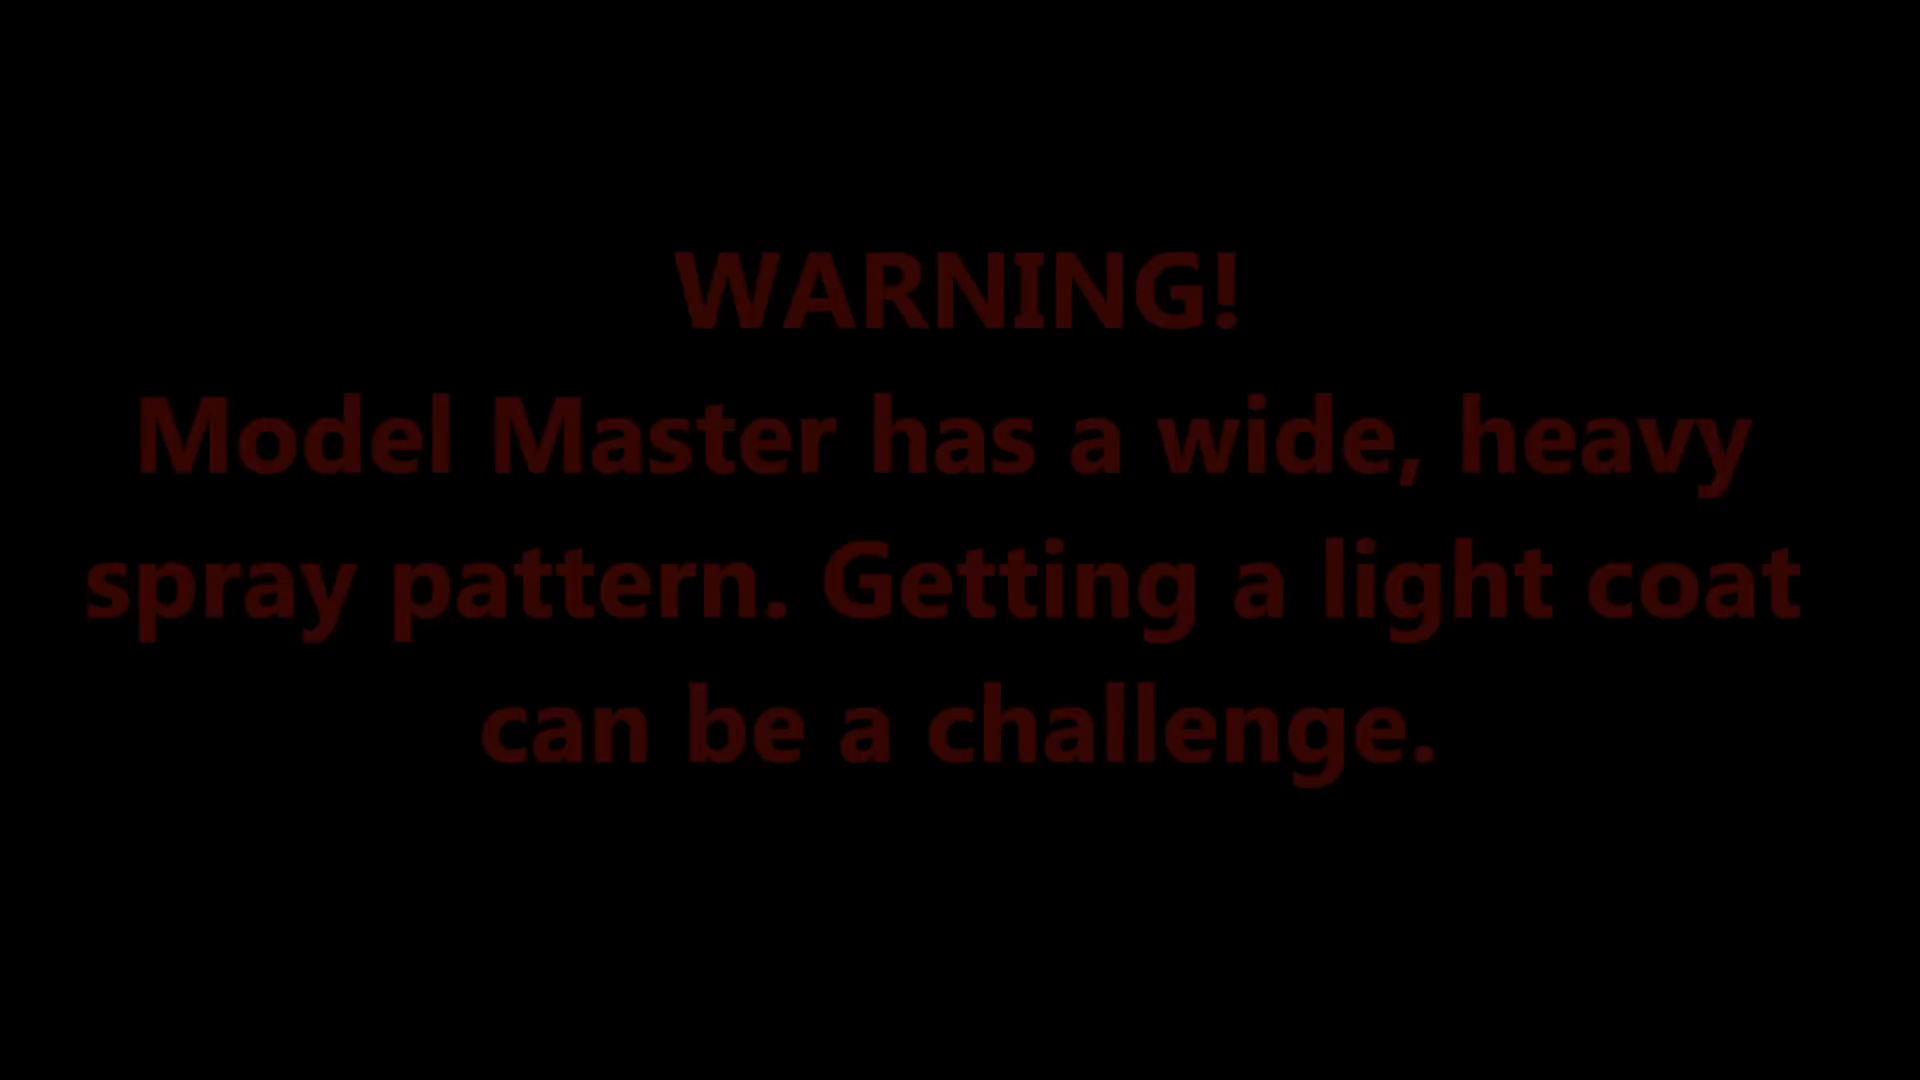 WARNING!
Model Master has a wide, heavy
spray pattern. Getting a light coat
can be a challenge.